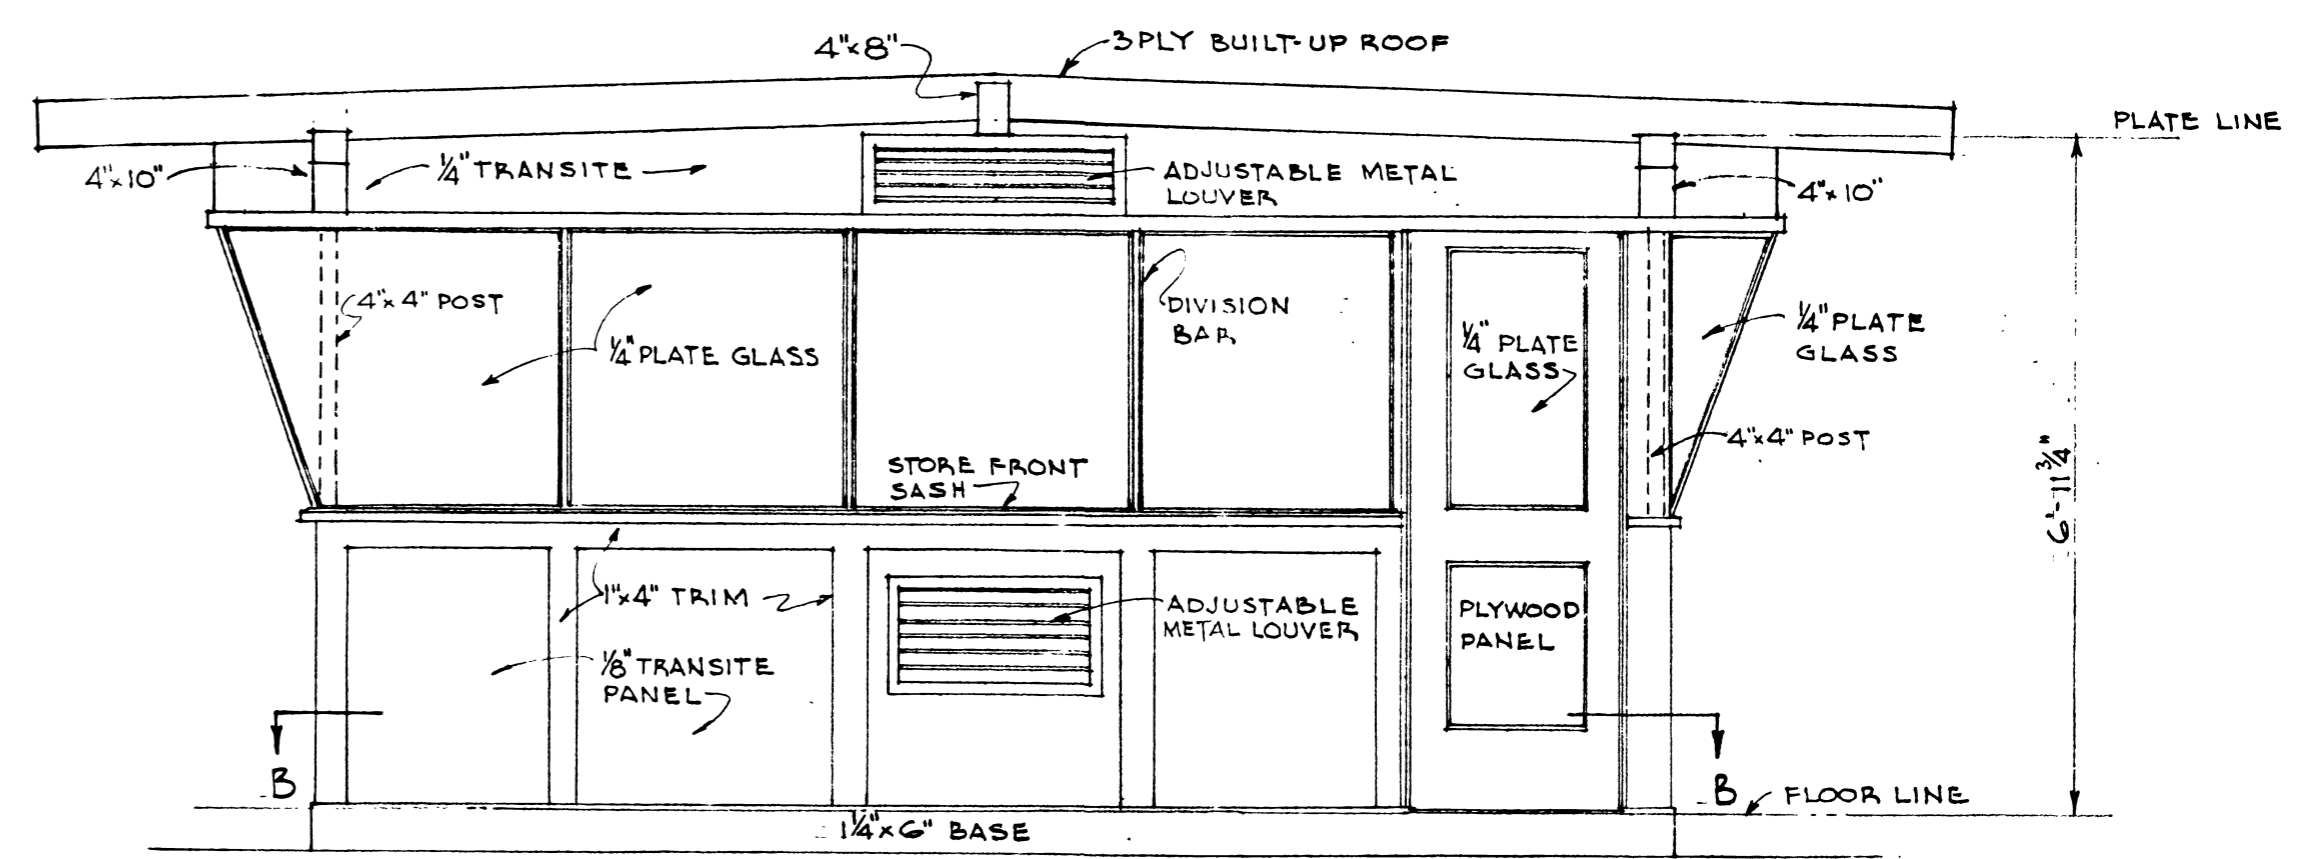 4"x8"
3 PLY BUILT-UP ROOF
PLATE LINE
4"x10"
1/4" TRANSITE
ADJUSTABLE METAL
LOUVER
4"x10"
4"x4" POST
1/4" PLATE GLASS
DIVISION
BAR
1/4" PLATE
GLASS
1/4" PLATE
GLASS
4"x4" POST
STORE FRONT
SASH
6'-11 3/4"
1"x4" TRIM
ADJUSTABLE
METAL LOUVER
PLYWOOD
PANEL
1/8" TRANSITE
PANEL
B
B
FLOOR LINE
1 1/4"x6" BASE